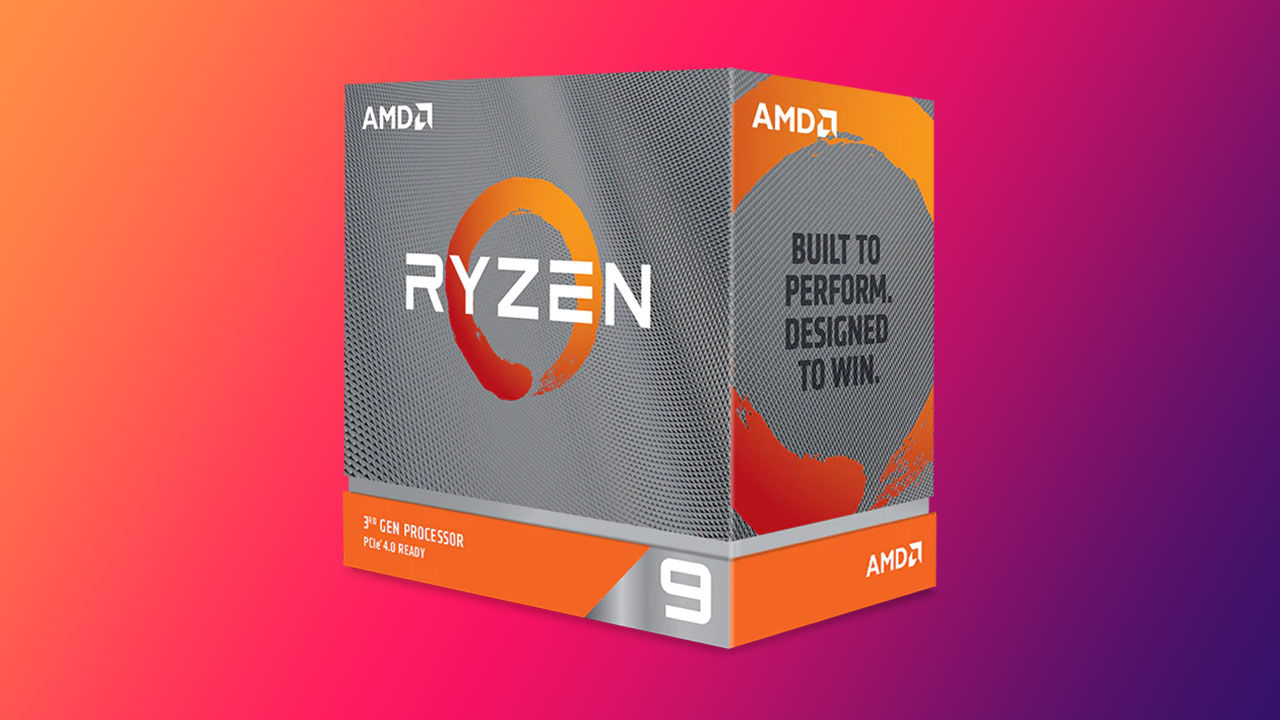 AMD
RYZEN
3RD GEN PROCESSOR
PCIe® 4.0 READY
9
AMD
BUILT TO
PERFORM.
DESIGNED
TO WIN.
AMD